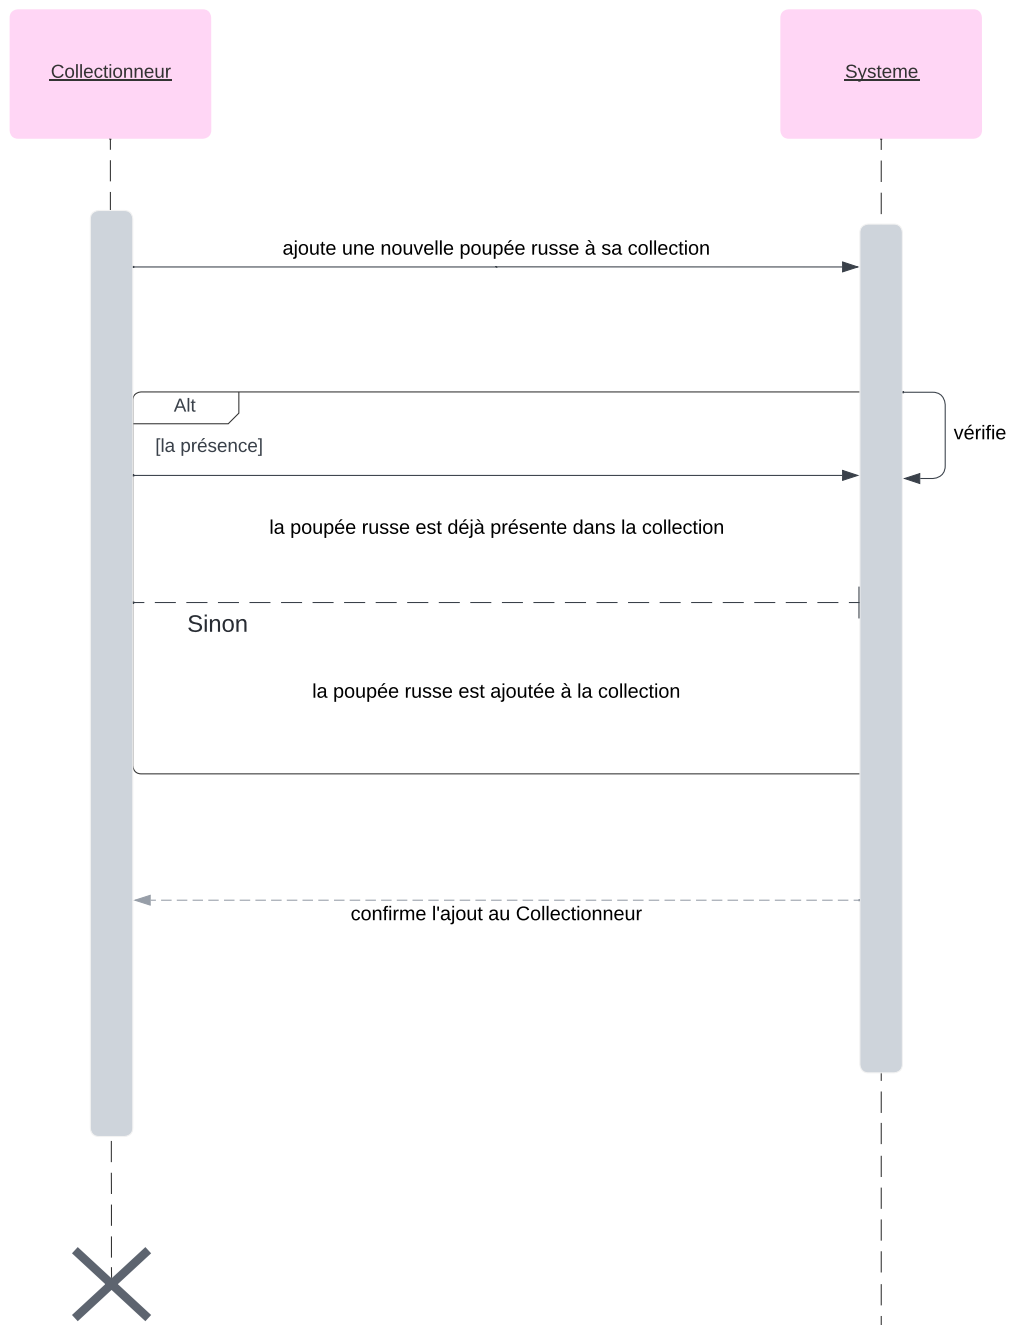 Collectionneur
Systeme
ajoute une nouvelle poupée russe à sa collection
Alt
vérifie
[la présence]
la poupée russe est déjà présente dans la collection
Sinon
la poupée russe est ajoutée à la collection
confirme l'ajout au Collectionneur